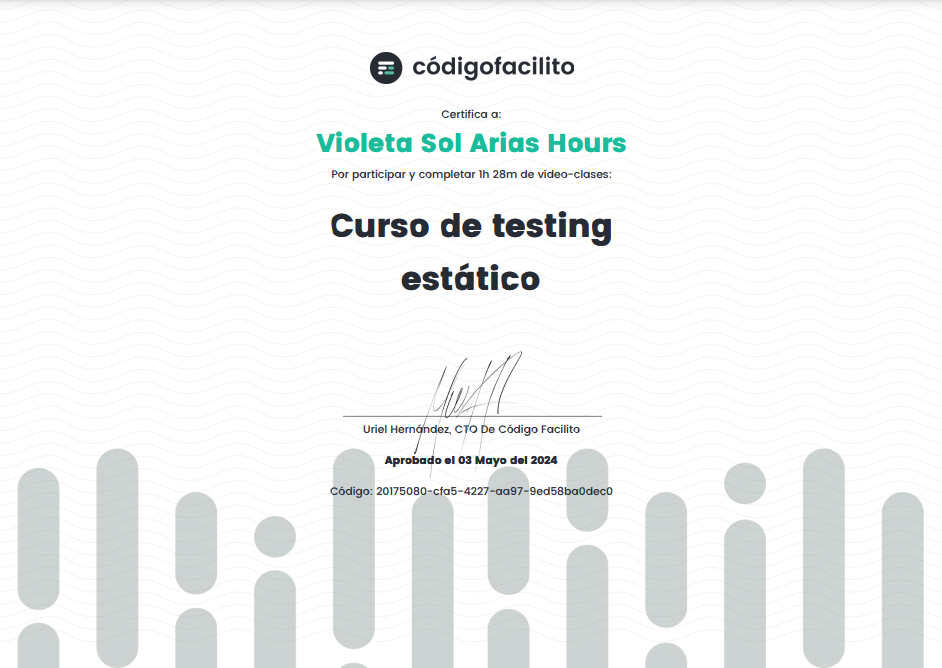 códigofacilito
Certifica a:
Violeta Sol Arias Hours
Por participar y completar 1h 28m de video-clases:
Curso de testing
estático
Uriel Hernández, CTO De Código Facilito
Aprobado el 03 Mayo del 2024
Código: 20175080-cfa5-4227-aa97-9ed58ba0dec0